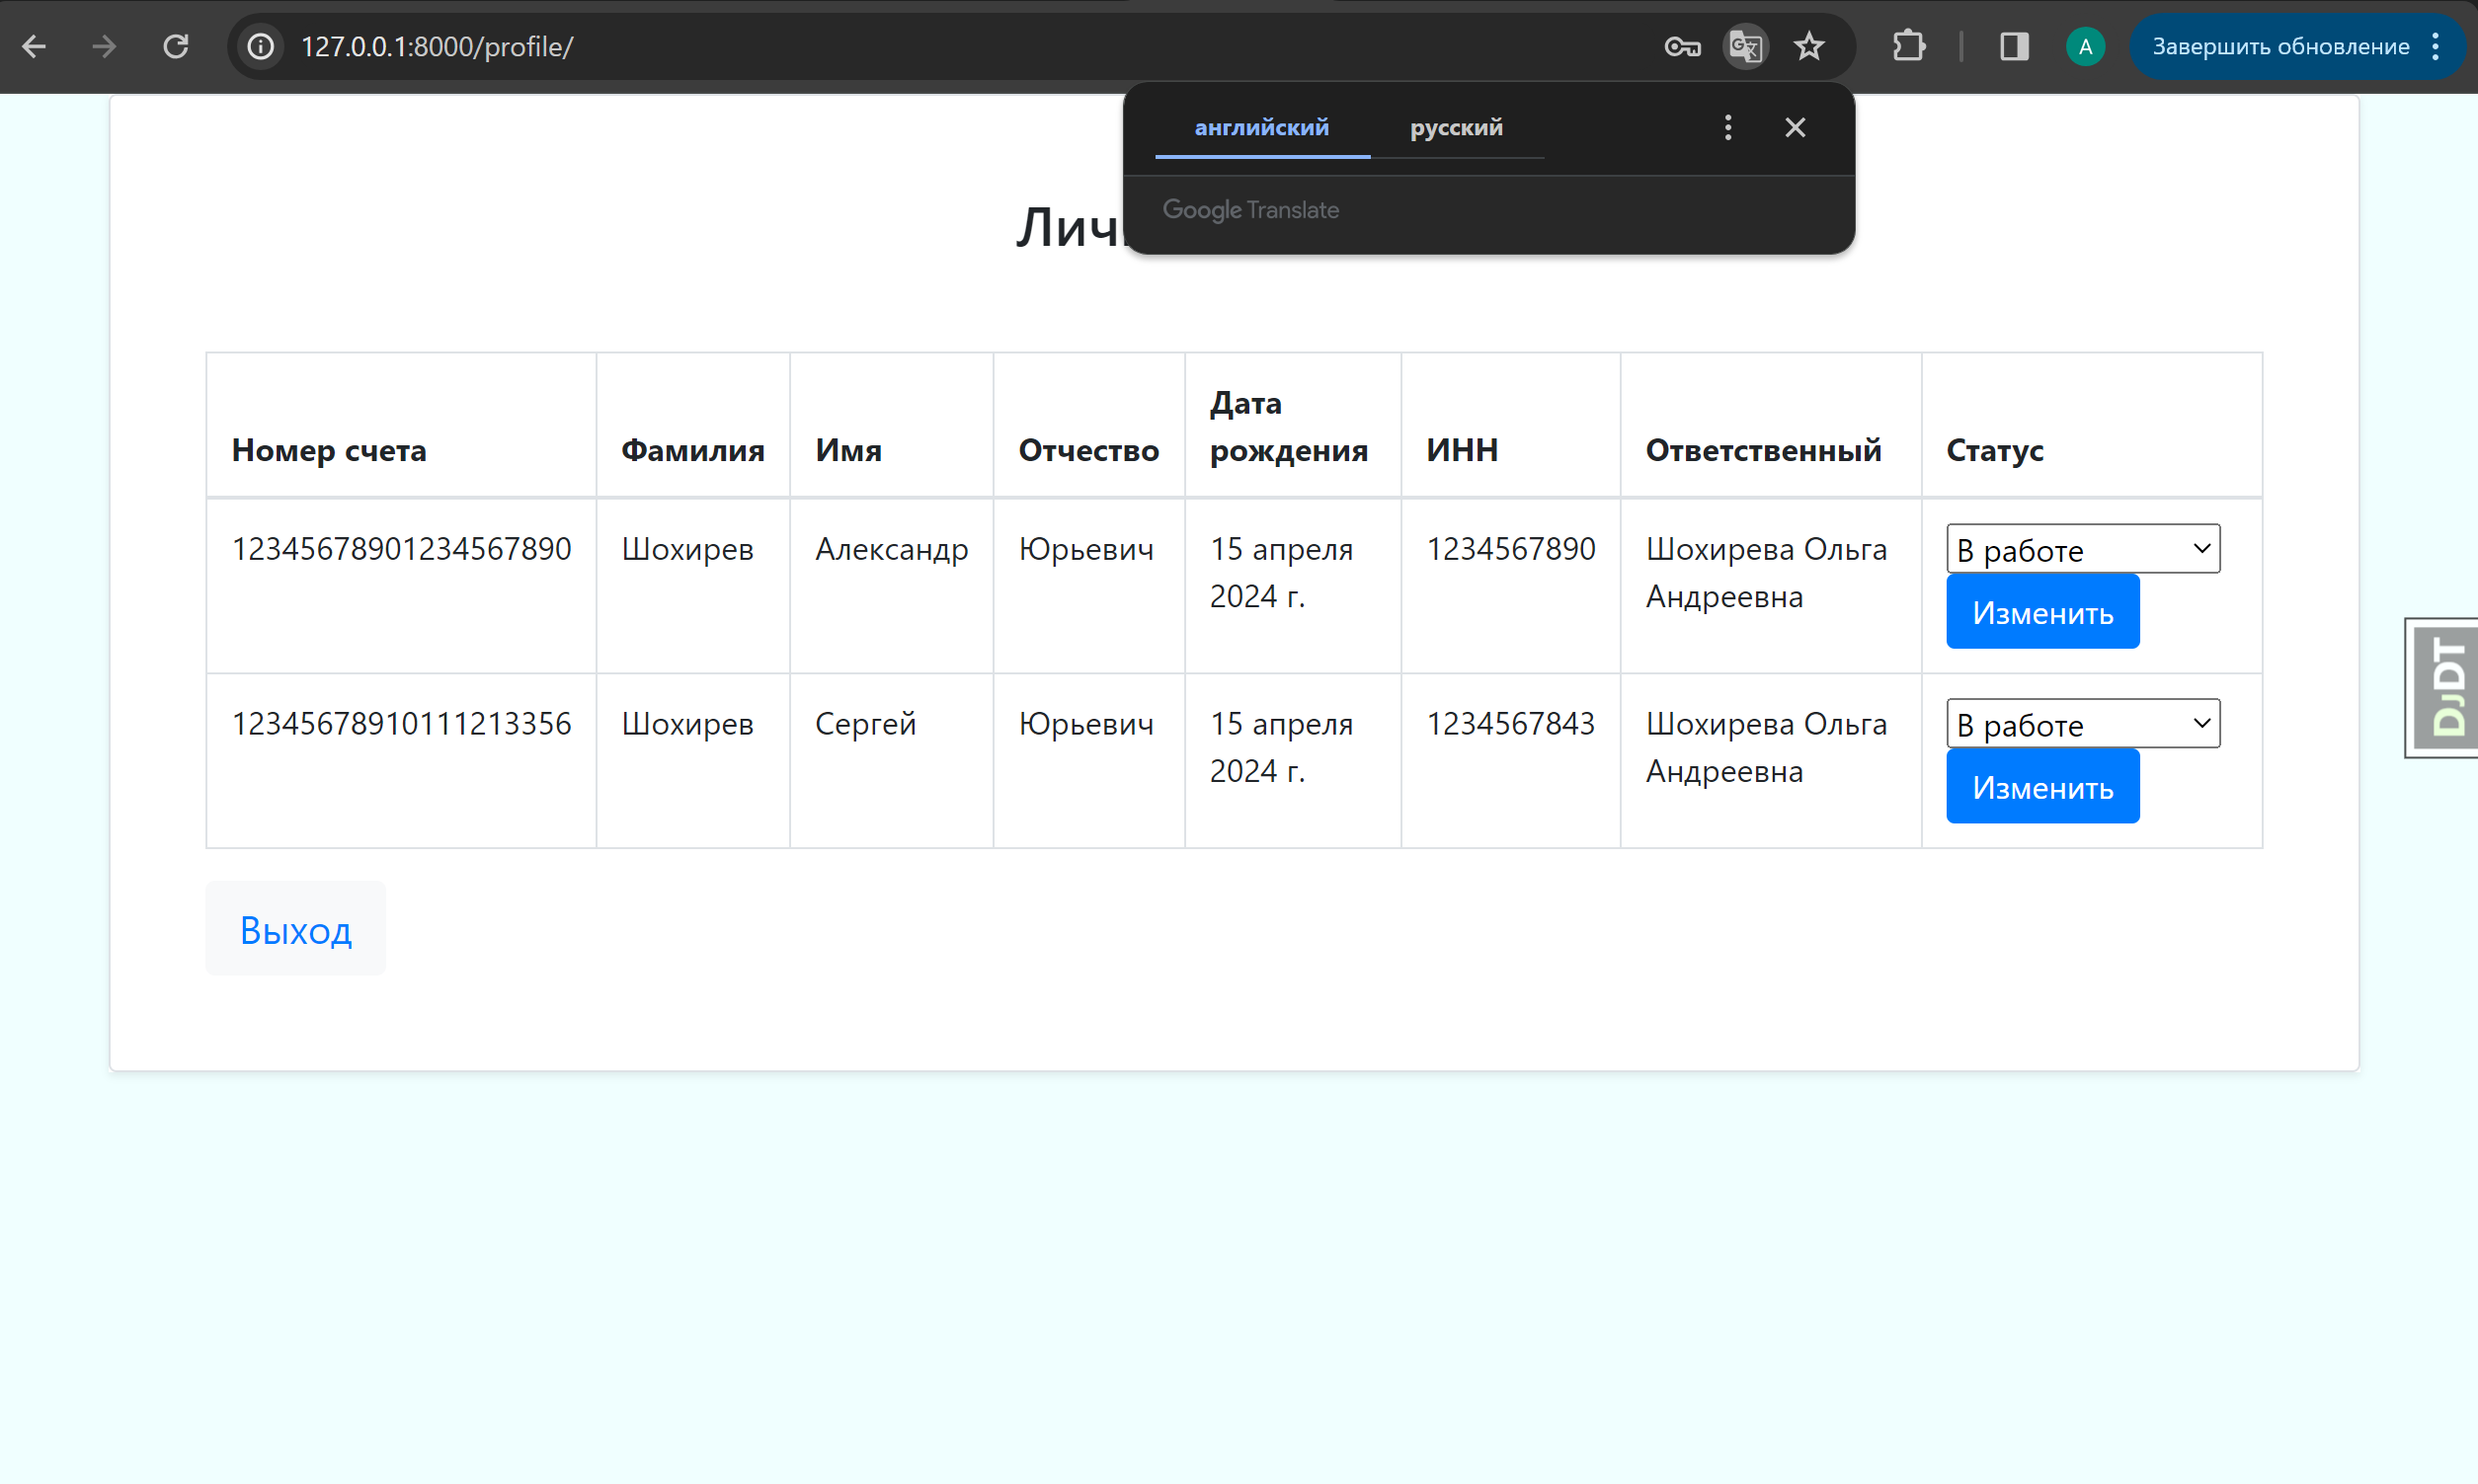 127.0.0.1:8000/profile/
A
Завершить обновление
английский
русский
Google Translate
Номер счета
Фамилия
Имя
Отчество
Дата
рождения
ИНН
Ответственный
Статус
12345678901234567890
Шохирев
Александр
Юрьевич
15 апреля
2024 г.
1234567890
Шохирева Ольга
Андреевна
В работе
Изменить
12345678910111213356
Шохирев
Сергей
Юрьевич
15 апреля
2024 г.
1234567843
Шохирева Ольга
Андреевна
В работе
Изменить
Выход
DJDT